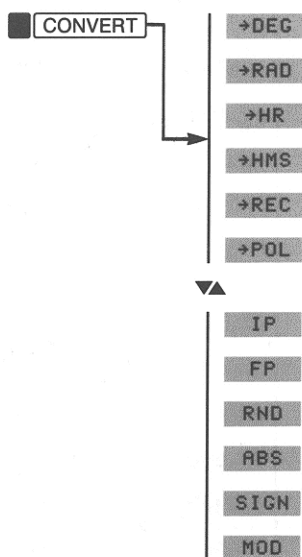 CONVERT
→DEG
→RAD
→HR
→HMS
→REC
→POL
▼▲
IP
FP
RND
ABS
SIGN
MOD